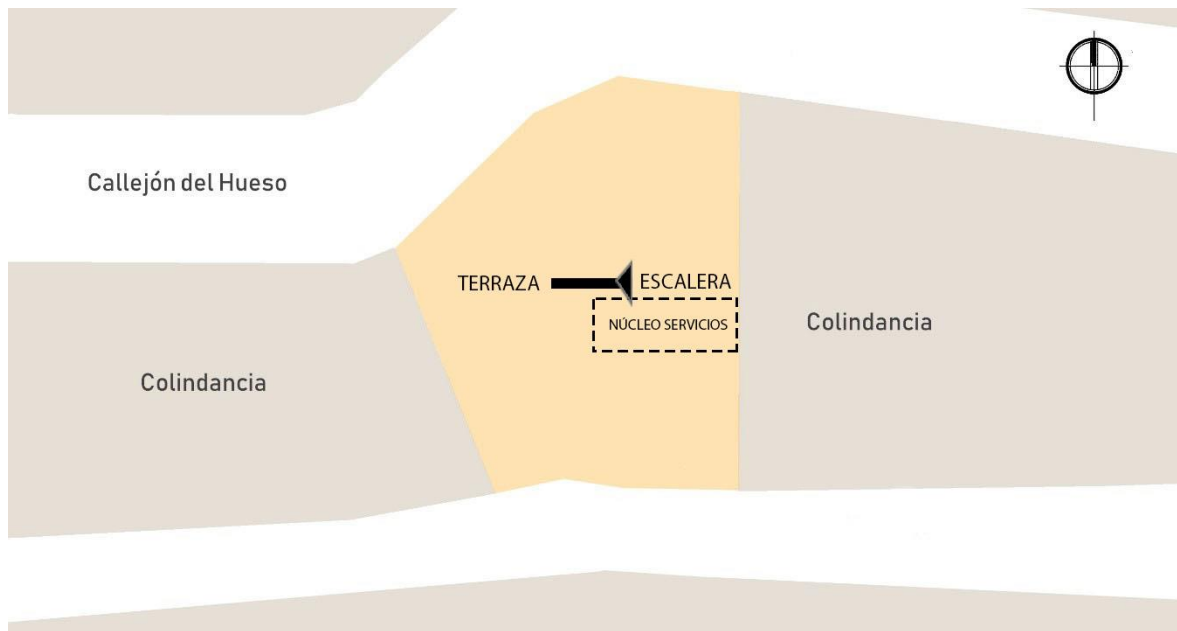 Callejón del Hueso
TERRAZA
ESCALERA
NÚCLEO SERVICIOS
Colindancia
Colindancia